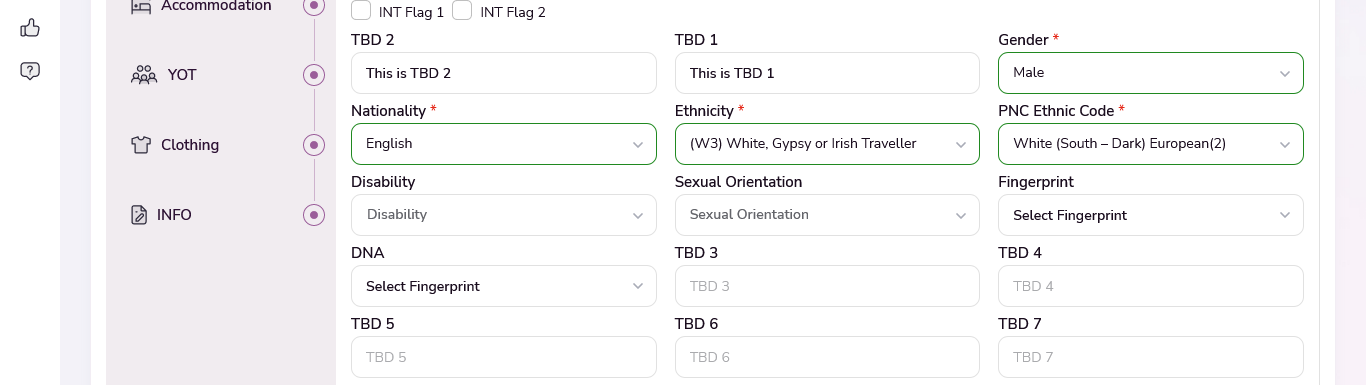 Accommodation
YOT
Clothing
INFO
INT Flag 1 INT Flag 2
TBD 2 TBD 1 Gender *
This is TBD 2 This is TBD 1 Male
Nationality * Ethnicity * PNC Ethnic Code *
English (W3) White, Gypsy or Irish Traveller White (South – Dark) European(2)
Disability Sexual Orientation Fingerprint
Disability Sexual Orientation Select Fingerprint
DNA TBD 3 TBD 4
Select Fingerprint TBD 3 TBD 4
TBD 5 TBD 6 TBD 7
TBD 5 TBD 6 TBD 7